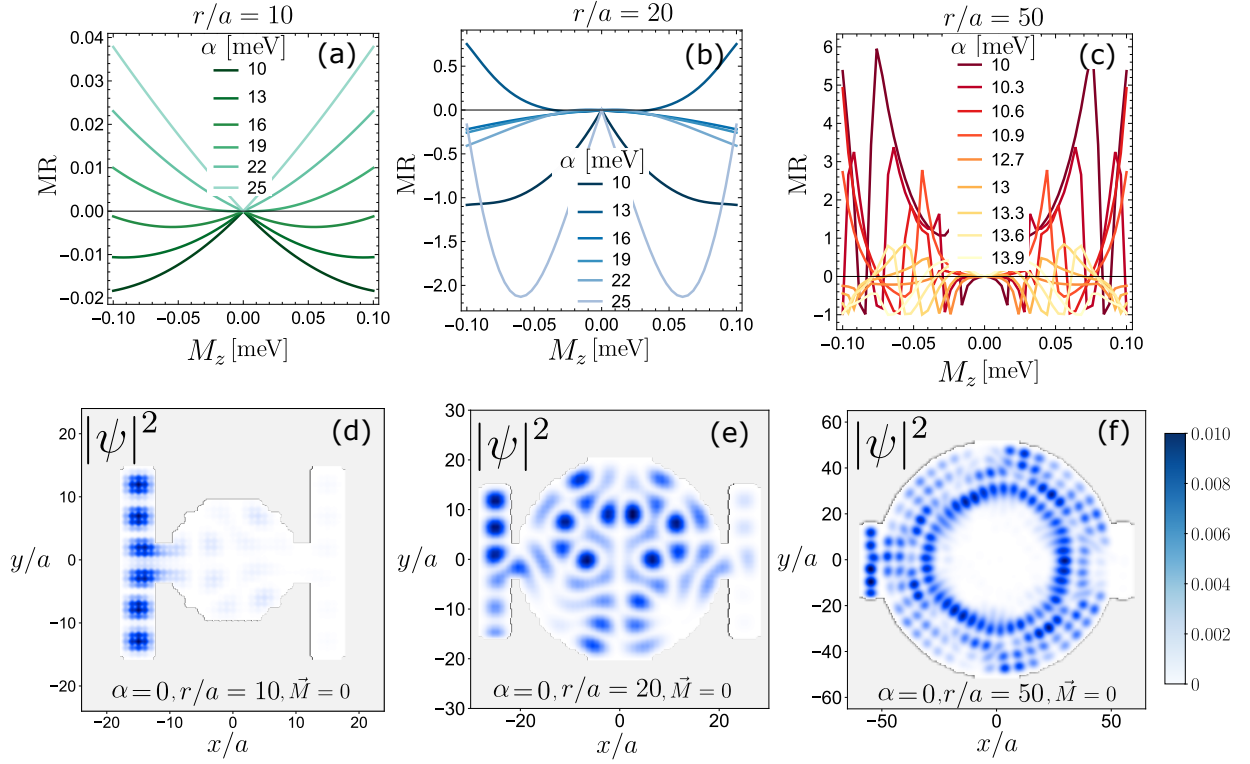 r/a = 10
(a)
α [meV]
10
13
16
19
22
25
0.04
0.03
0.02
0.01
0.00
−0.01
−0.02
MR
−0.10 −0.05 0.00 0.05 0.10
M_z [meV]
r/a = 20
(b)
0.5
0.0
−0.5
−1.0
−1.5
−2.0
MR
α [meV]
10
13
16
19
22
25
−0.10 −0.05 0.00 0.05 0.10
M_z [meV]
r/a = 50
(c)
α [meV]
10
10.3
10.6
10.9
12.7
13
13.3
13.6
13.9
6
5
4
3
2
1
0
−1
MR
−0.10 −0.05 0.00 0.05 0.10
M_z [meV]
|ψ|²
(d)
20
10
0
−10
−20
y/a
α = 0, r/a = 10, M⃗ = 0
−20 −10 0 10 20
x/a
|ψ|²
(e)
30
20
10
0
−10
−20
−30
y/a
α = 0, r/a = 20, M⃗ = 0
−20 0 20
x/a
|ψ|²
(f)
60
40
20
0
−20
−40
−60
y/a
α = 0, r/a = 50, M⃗ = 0
−50 0 50
x/a
0.010
0.008
0.006
0.004
0.002
0